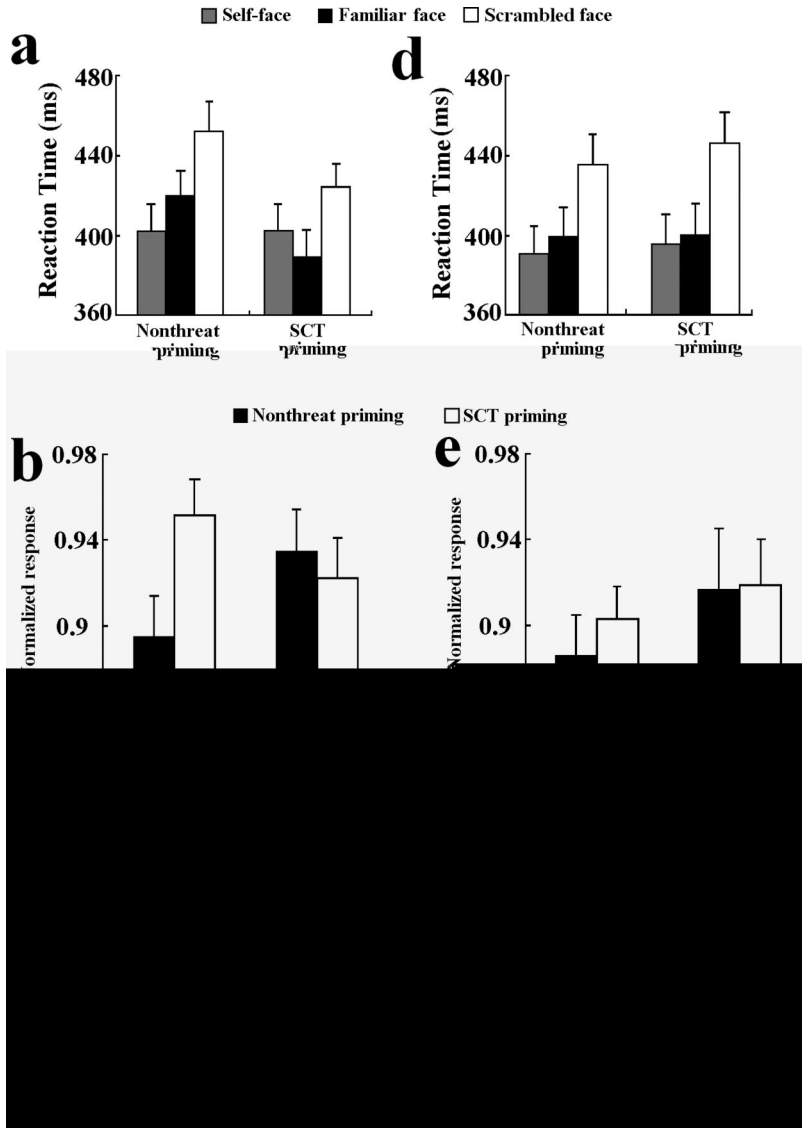 Self-face Familiar face Scrambled face
a
Reaction Time (ms)
480
440
400
360
Nonthreat priming
SCT priming
d
Reaction Time (ms)
480
440
400
360
Nonthreat priming
SCT priming
Nonthreat priming SCT priming
b
Normalized response
0.98
0.94
0.9
e
Normalized response
0.98
0.94
0.9